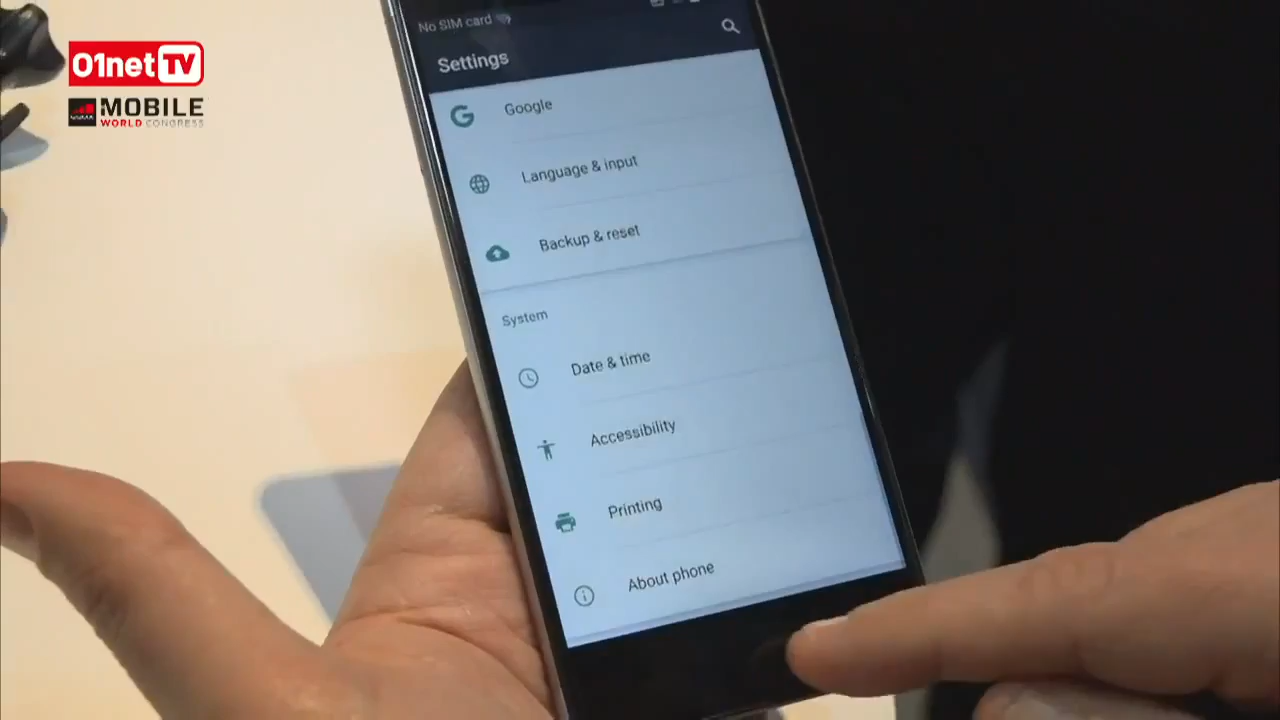 01net TV
MOBILE
WORLD CONGRESS
No SIM card
Settings
Google
Language & input
Backup & reset
System
Date & time
Accessibility
Printing
About phone